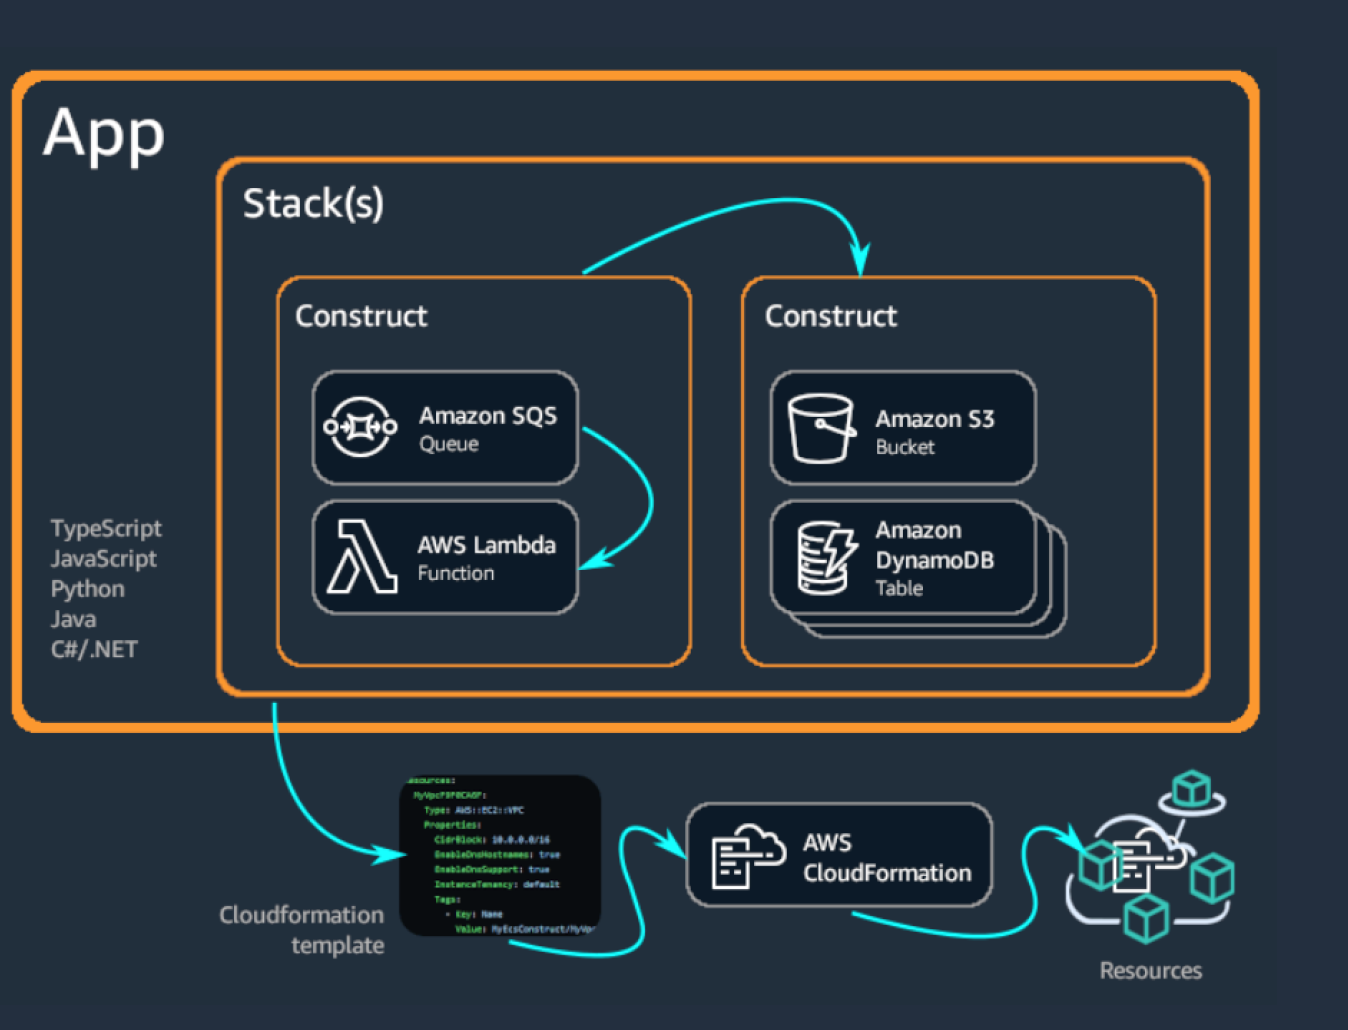 App
Stack(s)
Construct
Amazon SQS
Queue
AWS Lambda
Function
Construct
Amazon S3
Bucket
Amazon
DynamoDB
Table
TypeScript
JavaScript
Python
Java
C#/.NET
Cloudformation
template
Resources:
Type: AWS::EC2::VPC
Properties:
CidrBlock: 10.0.0.0/16
EnableDnsHostnames: true
EnableDnsSupport: true
InstanceTenancy: default
Tags:
- Key: Name
Value: MyEcsConstruct/MyVpc
AWS
CloudFormation
Resources